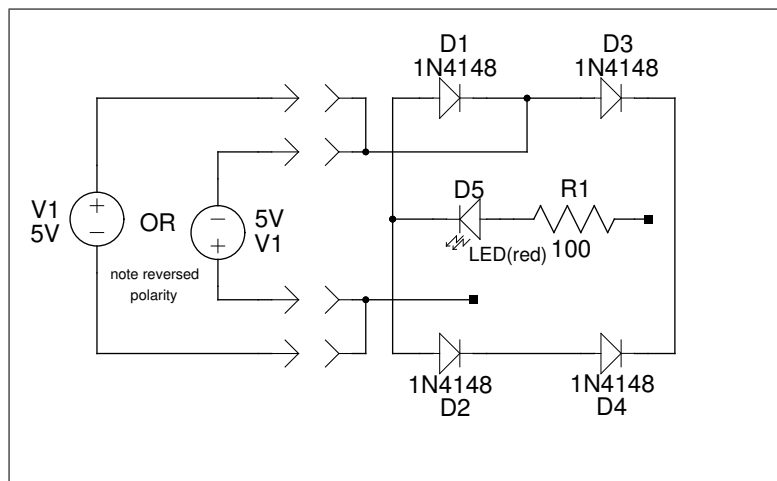 D1
1N4148
D3
1N4148
V1
5V
+
−
OR
−
+
5V
V1
note reversed
polarity
D5
LED(red)
R1
100
1N4148
D2
1N4148
D4